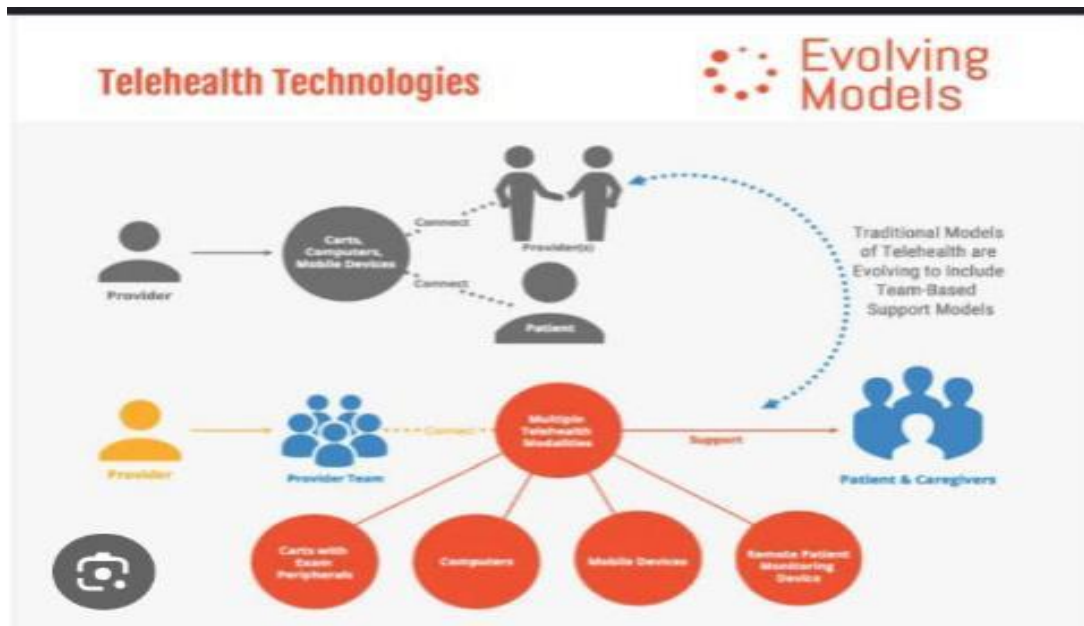 Telehealth Technologies
Evolving
Models
Connect
Carts,
Computers,
Mobile Devices
Provider(s)
Connect
Provider
Patient
Traditional Models
of Telehealth are
Evolving to Include
Team-Based
Support Models
Multiple
Telehealth
Modalities
Connect
Support
Provider
Provider Team
Patient & Caregivers
Carts with
Exam
Peripherals
Computers
Mobile Devices
Remote Patient
Monitoring
Device